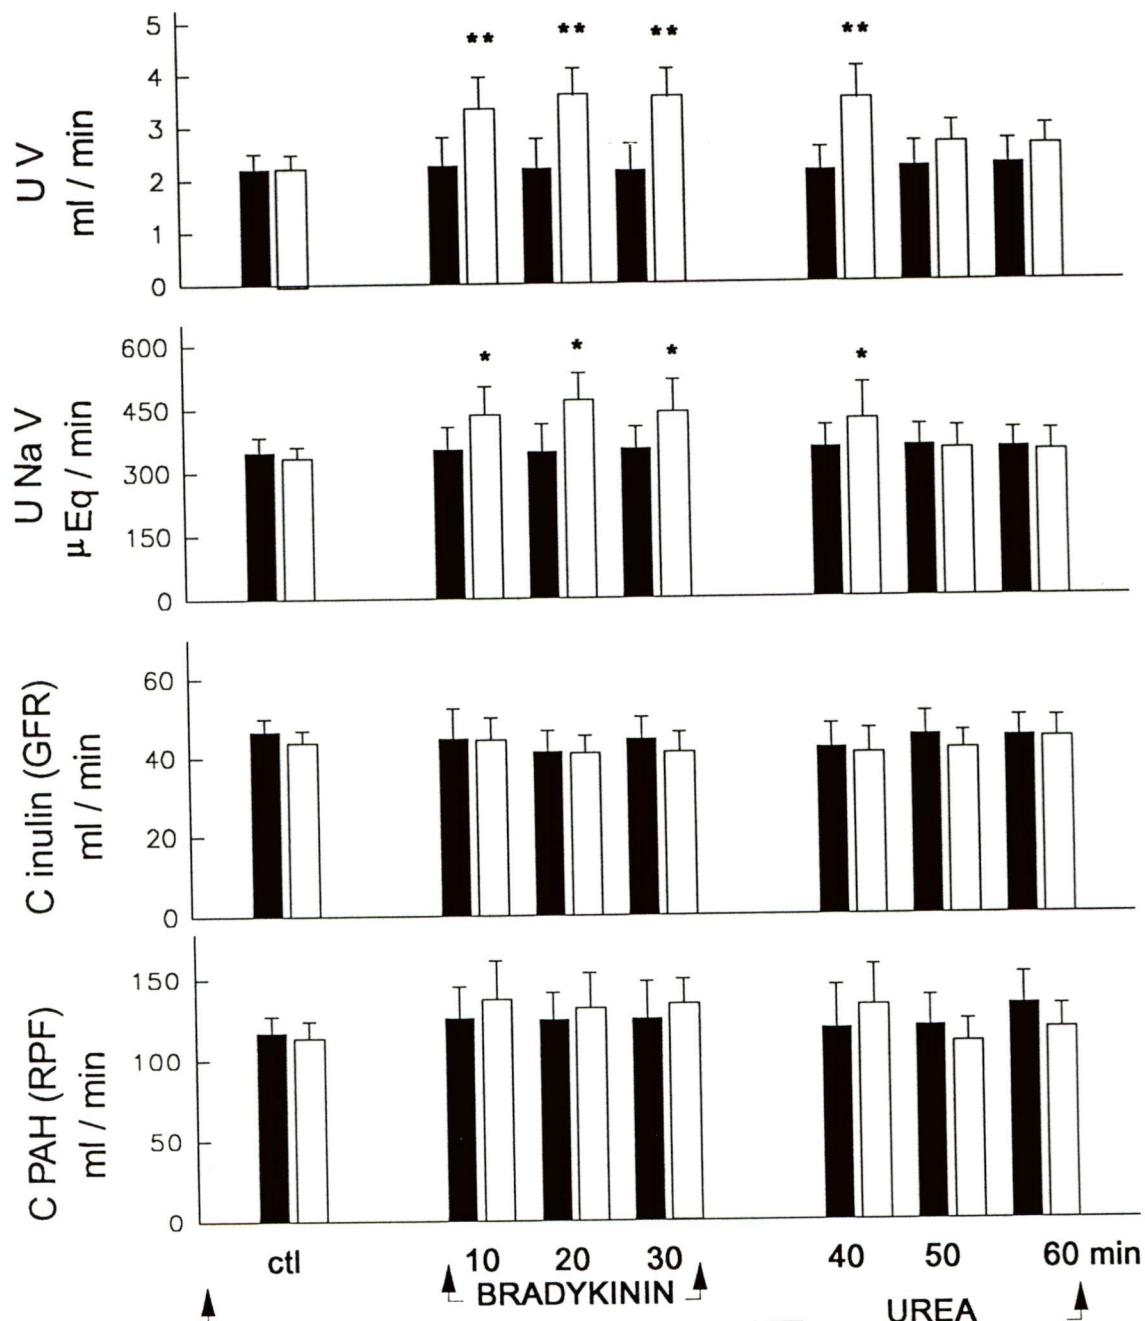 U V
ml / min
5
4
3
2
1
0
** ** ** **
U Na V
μEq / min
600
450
300
150
0
* * * *
C inulin (GFR)
ml / min
60
40
20
0
C PAH (RPF)
ml / min
150
100
50
0
ctl 10 20 30 40 50 60 min
BRADYKININ
UREA